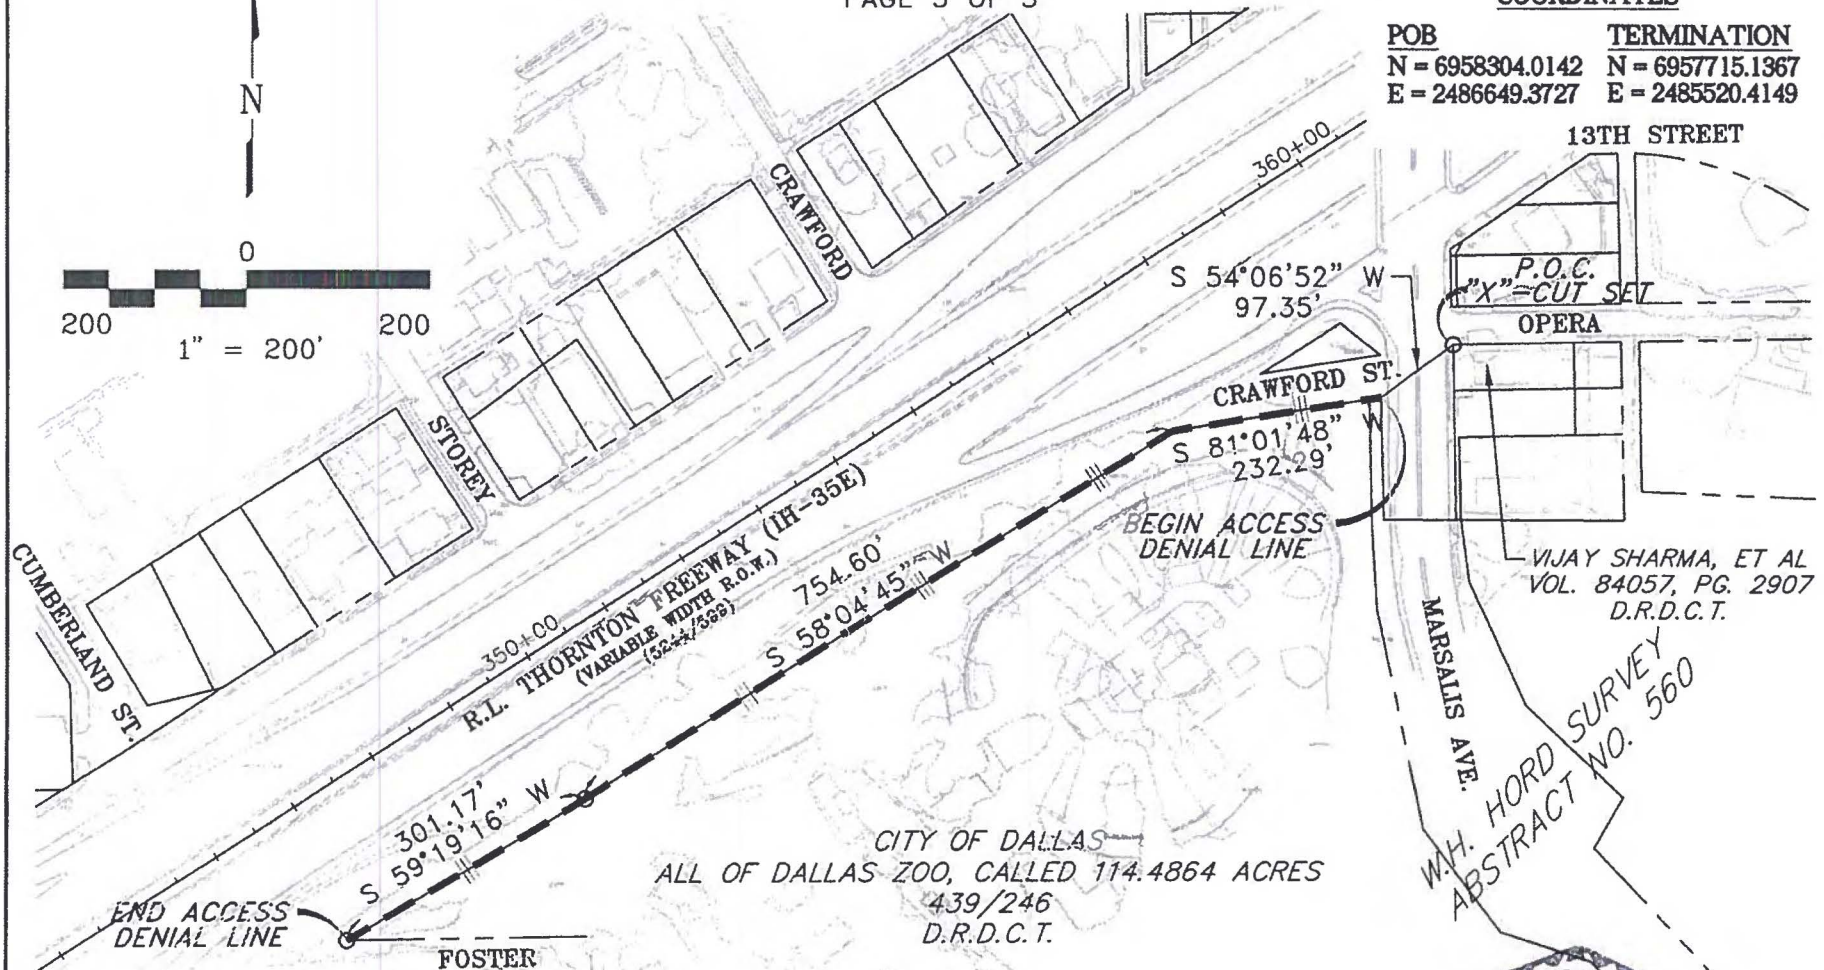 PAGE 3 OF 3
COORDINATES
POB TERMINATION
N = 6958304.0142 N = 6957715.1367
E = 2486649.3727 E = 2485520.4149
N
0
200 200
1" = 200'
13TH STREET
360+00
CRAWFORD
S 54°06'52" W
97.35'
P.O.C.
"X"=CUT SET
OPERA
CRAWFORD ST.
S 81°01'48" W
232.29'
STOREY
BEGIN ACCESS
DENIAL LINE
VIJAY SHARMA, ET AL
VOL. 84057, PG. 2907
D.R.D.C.T.
CUMBERLAND ST.
350+00
R.L. THORNTON FREEWAY (IH-35E)
(VARIABLE WIDTH R.O.W.)
754.60'
S 58°04'45" W
MARSALIS AVE.
W.H. HORD SURVEY
ABSTRACT NO. 560
301.17'
S 59°19'16" W
CITY OF DALLAS
ALL OF DALLAS ZOO, CALLED 114.4864 ACRES
439/246
D.R.D.C.T.
END ACCESS
DENIAL LINE
FOSTER